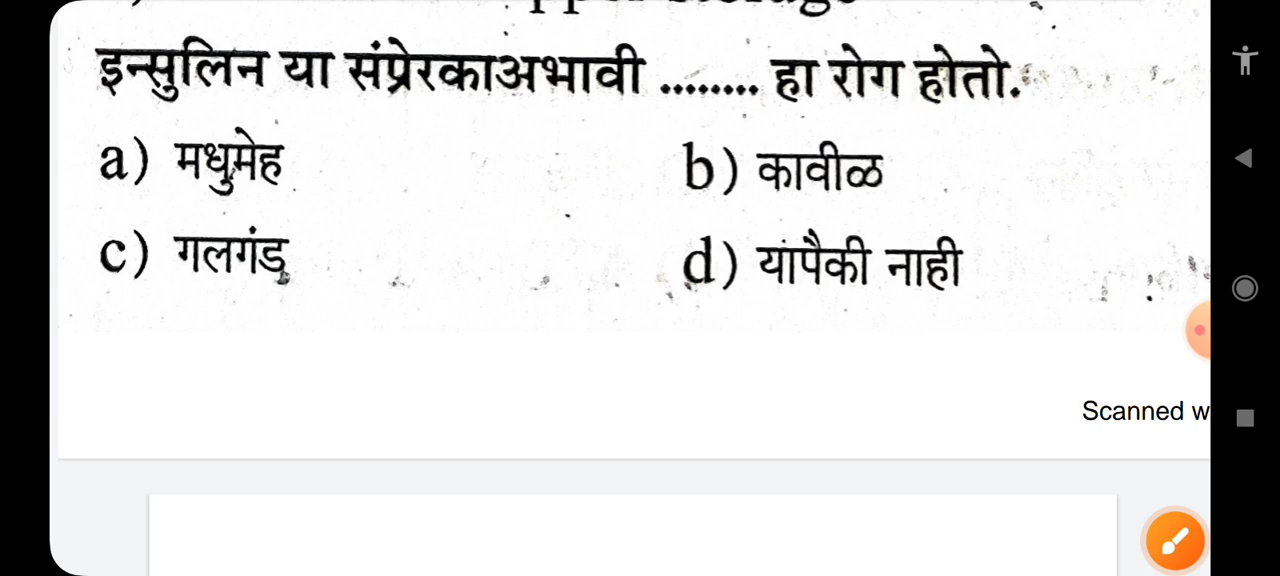 इन्सुलिन या संप्रेरकाअभावी ........ हा रोग होतो.
a) मधुमेह b) कावीळ
c) गलगंड d) यांपैकी नाही
Scanned w